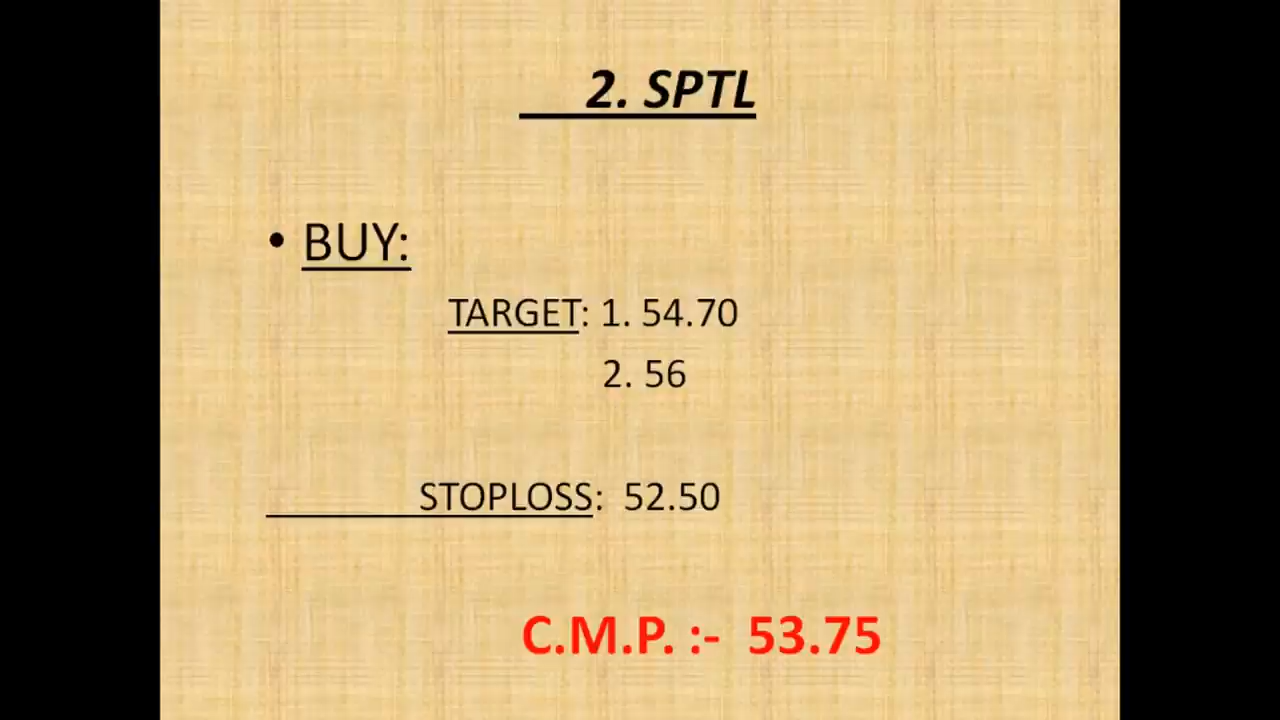 2. SPTL
• BUY:
TARGET: 1. 54.70
2. 56
STOPLOSS: 52.50
C.M.P. :- 53.75